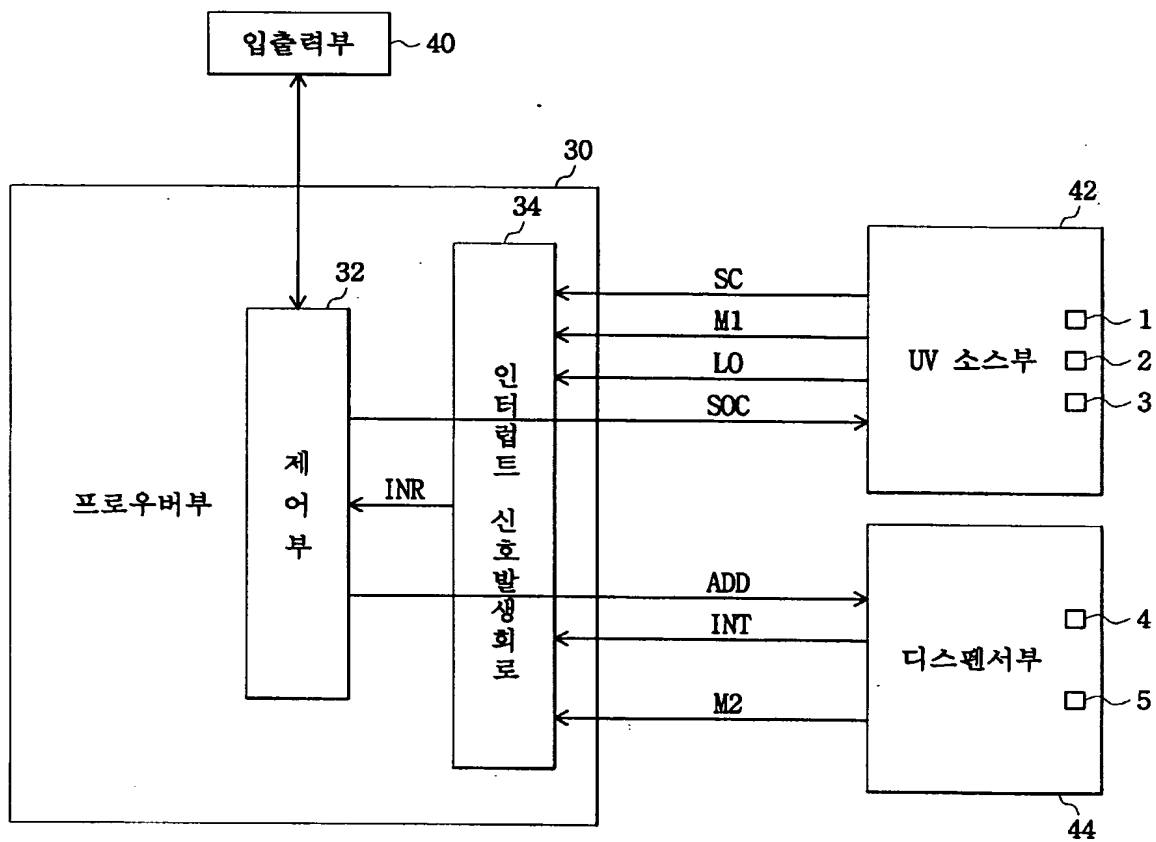 입출력부
40
30
34
42
32
SC
M1
LO
SOC
UV 소스부
1
2
3
인터럽트 신호발생회로
제어부
프로우버부
INR
ADD
INT
M2
디스펜서부
4
5
44